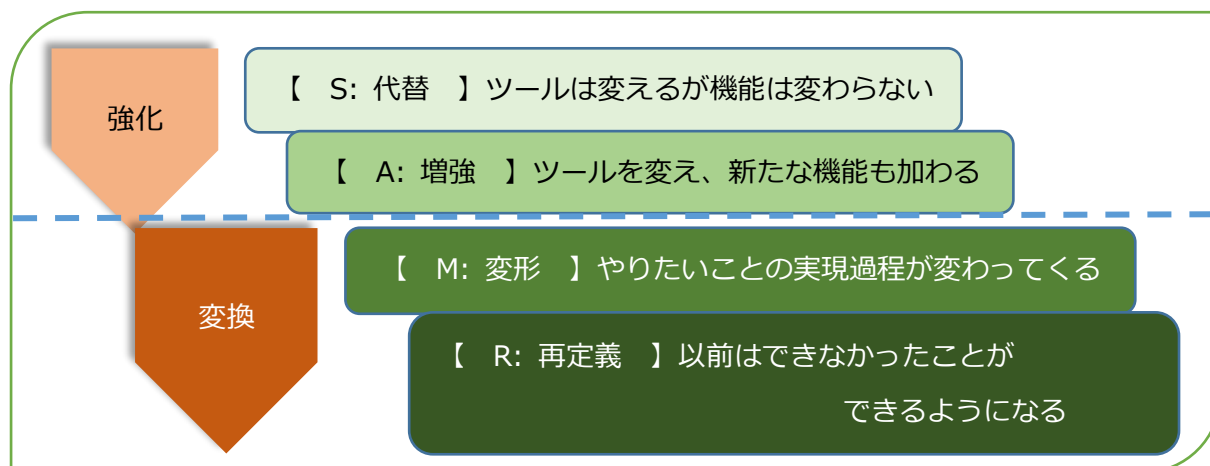 強化
【　S: 代替　】ツールは変えるが機能は変わらない
【　A: 増強　】ツールを変え、新たな機能も加わる
変換
【　M: 変形　】やりたいことの実現過程が変わってくる
【　R: 再定義　】以前はできなかったことが
できるようになる